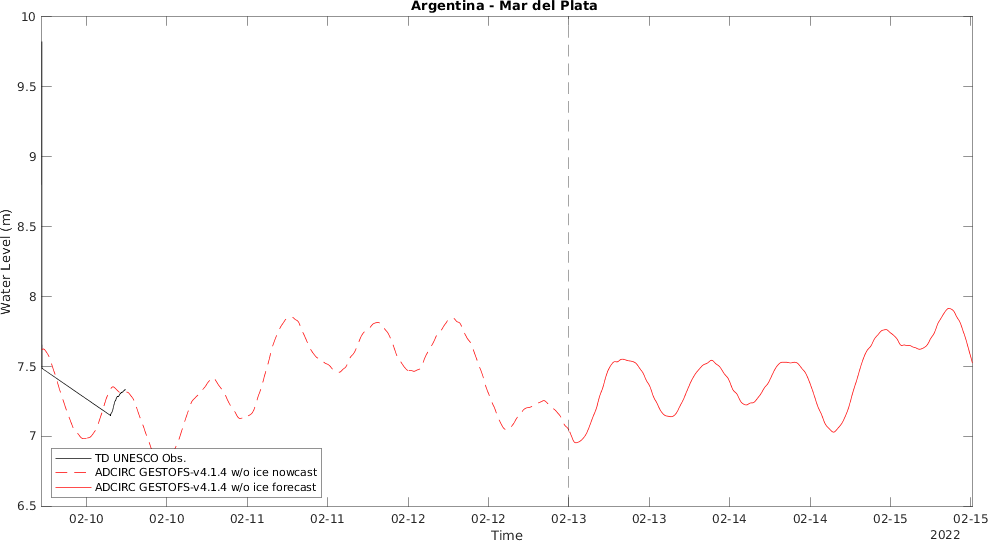 Argentina - Mar del Plata
10
9.5
9
8.5
8
7.5
7
6.5
Water Level (m)
TD UNESCO Obs.
ADCIRC GESTOFS-v4.1.4 w/o ice nowcast
ADCIRC GESTOFS-v4.1.4 w/o ice forecast
02-10 02-10 02-11 02-11 02-12 02-12 02-13 02-13 02-14 02-14 02-15 02-15
Time
2022